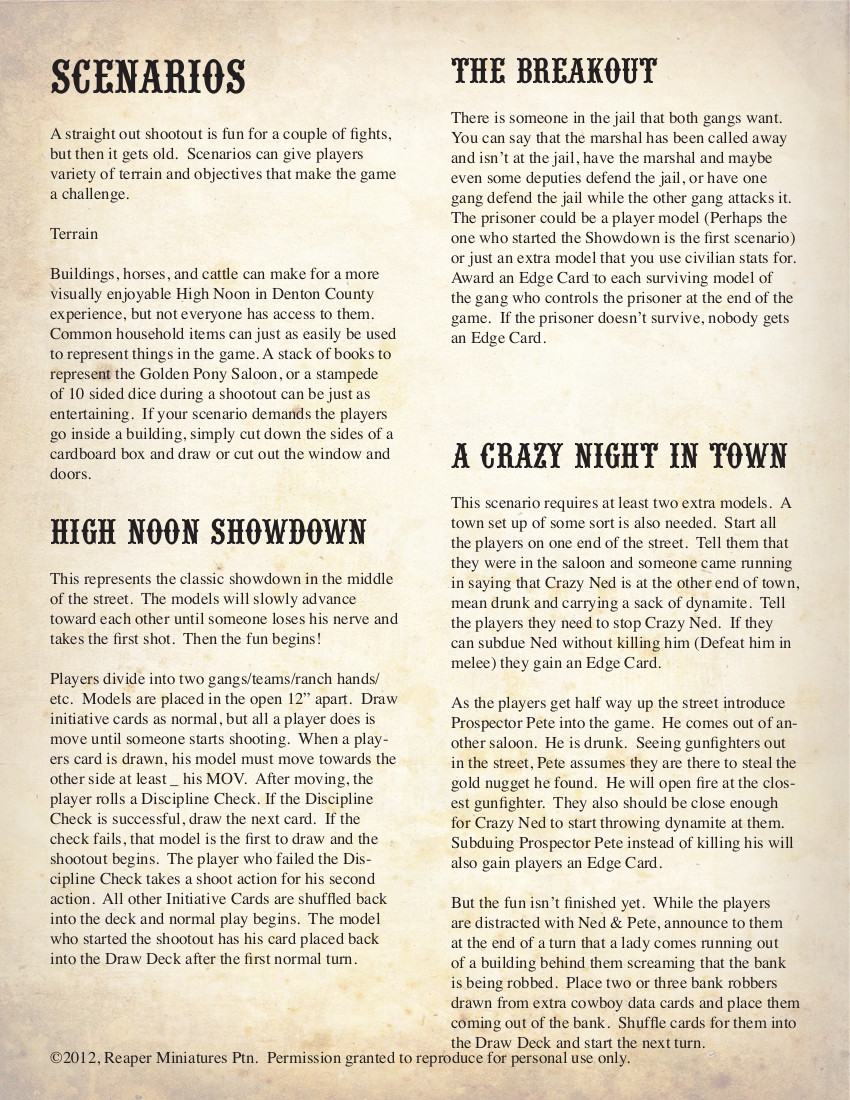 SCENARIOS
A straight out shootout is fun for a couple of fights,
but then it gets old.  Scenarios can give players
variety of terrain and objectives that make the game
a challenge.
Terrain
Buildings, horses, and cattle can make for a more
visually enjoyable High Noon in Denton County
experience, but not everyone has access to them.
Common household items can just as easily be used
to represent things in the game. A stack of books to
represent the Golden Pony Saloon, or a stampede
of 10 sided dice during a shootout can be just as
entertaining.  If your scenario demands the players
go inside a building, simply cut down the sides of a
cardboard box and draw or cut out the window and
doors.
HIGH NOON SHOWDOWN
This represents the classic showdown in the middle
of the street.  The models will slowly advance
toward each other until someone loses his nerve and
takes the first shot.  Then the fun begins!
Players divide into two gangs/teams/ranch hands/
etc.  Models are placed in the open 12” apart.  Draw
initiative cards as normal, but all a player does is
move until someone starts shooting.  When a play-
ers card is drawn, his model must move towards the
other side at least _ his MOV.  After moving, the
player rolls a Discipline Check. If the Discipline
Check is successful, draw the next card.  If the
check fails, that model is the first to draw and the
shootout begins.  The player who failed the Dis-
cipline Check takes a shoot action for his second
action.  All other Initiative Cards are shuffled back
into the deck and normal play begins.  The model
who started the shootout has his card placed back
into the Draw Deck after the first normal turn.
THE BREAKOUT
There is someone in the jail that both gangs want.
You can say that the marshal has been called away
and isn’t at the jail, have the marshal and maybe
even some deputies defend the jail, or have one
gang defend the jail while the other gang attacks it.
The prisoner could be a player model (Perhaps the
one who started the Showdown is the first scenario)
or just an extra model that you use civilian stats for.
Award an Edge Card to each surviving model of
the gang who controls the prisoner at the end of the
game.  If the prisoner doesn’t survive, nobody gets
an Edge Card.
A CRAZY NIGHT IN TOWN
This scenario requires at least two extra models.  A
town set up of some sort is also needed.  Start all
the players on one end of the street.  Tell them that
they were in the saloon and someone came running
in saying that Crazy Ned is at the other end of town,
mean drunk and carrying a sack of dynamite.  Tell
the players they need to stop Crazy Ned.  If they
can subdue Ned without killing him (Defeat him in
melee) they gain an Edge Card.
As the players get half way up the street introduce
Prospector Pete into the game.  He comes out of an-
other saloon.  He is drunk.  Seeing gunfighters out
in the street, Pete assumes they are there to steal the
gold nugget he found.  He will open fire at the clos-
est gunfighter.  They also should be close enough
for Crazy Ned to start throwing dynamite at them.
Subduing Prospector Pete instead of killing his will
also gain players an Edge Card.
But the fun isn’t finished yet.  While the players
are distracted with Ned & Pete, announce to them
at the end of a turn that a lady comes running out
of a building behind them screaming that the bank
is being robbed.  Place two or three bank robbers
drawn from extra cowboy data cards and place them
coming out of the bank.  Shuffle cards for them into
the Draw Deck and start the next turn.
©2012, Reaper Miniatures Ptn.  Permission granted to reproduce for personal use only.